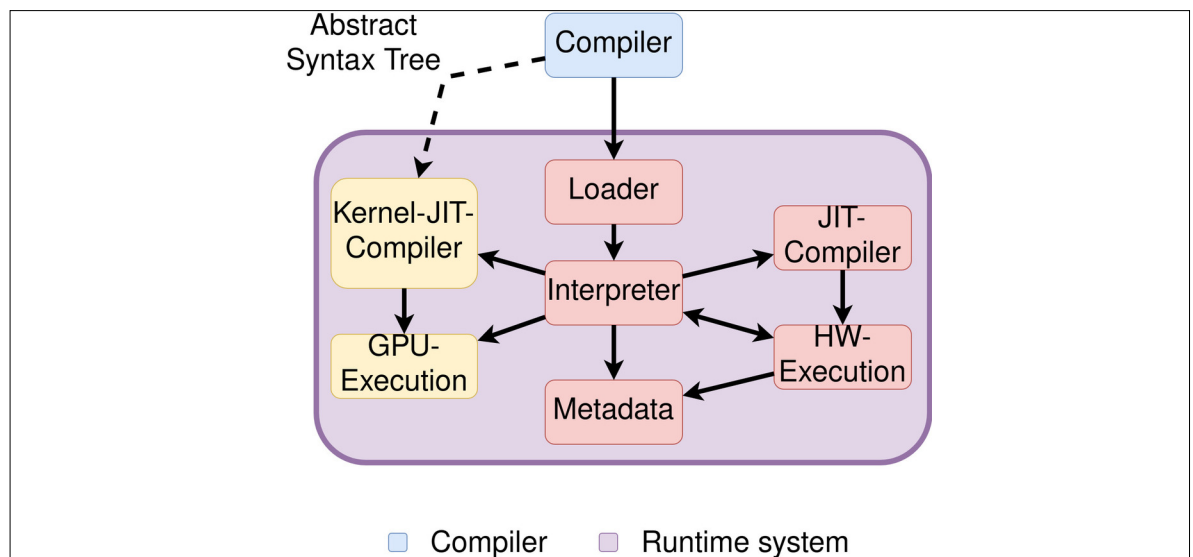 Abstract
Syntax Tree
Compiler
Loader
Kernel-JIT-
Compiler
JIT-
Compiler
Interpreter
GPU-
Execution
HW-
Execution
Metadata
Compiler
Runtime system